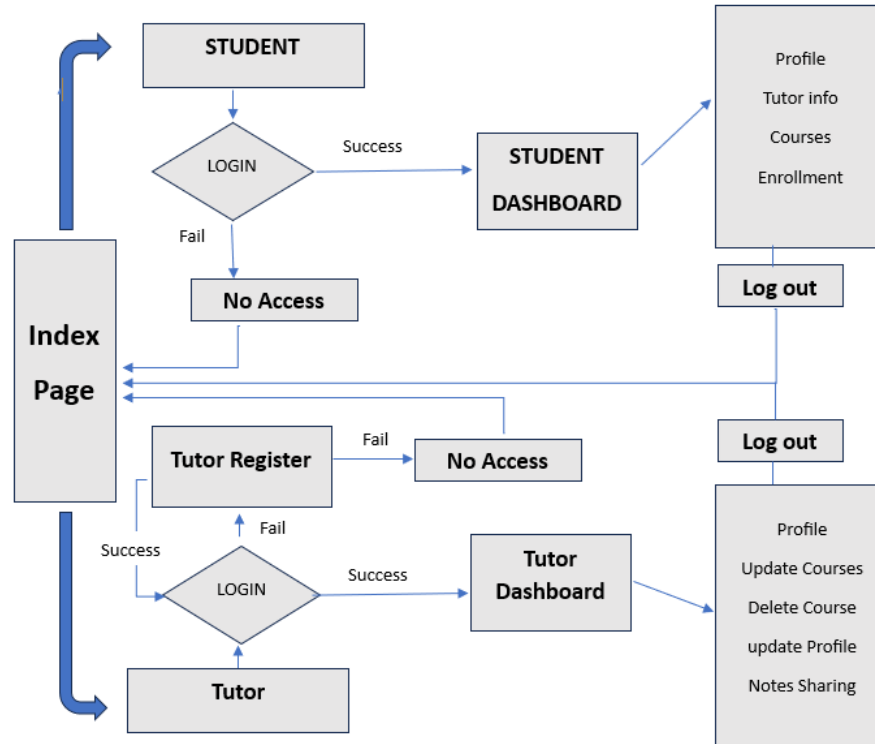 STUDENT
LOGIN
Success
Fail
STUDENT
DASHBOARD
Profile
Tutor info
Courses
Enrollment
No Access
Log out
Index
Page
Tutor Register
Fail
No Access
Log out
Success
Fail
LOGIN
Success
Tutor
Dashboard
Profile
Update Courses
Delete Course
update Profile
Notes Sharing
Tutor